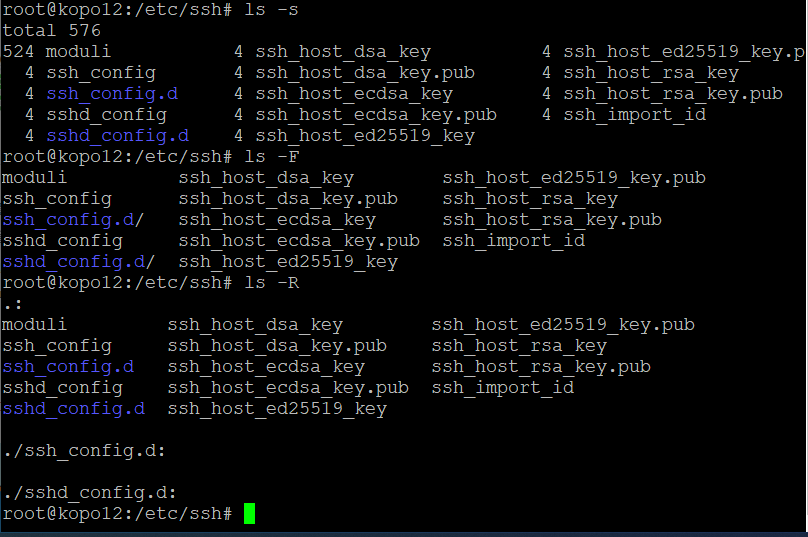 root@kopo12:/etc/ssh# ls -s
total 576
524 moduli           4 ssh_host_dsa_key          4 ssh_host_ed25519_key.p
  4 ssh_config       4 ssh_host_dsa_key.pub      4 ssh_host_rsa_key
  4 ssh_config.d     4 ssh_host_ecdsa_key        4 ssh_host_rsa_key.pub
  4 sshd_config      4 ssh_host_ecdsa_key.pub    4 ssh_import_id
  4 sshd_config.d    4 ssh_host_ed25519_key
root@kopo12:/etc/ssh# ls -F
moduli          ssh_host_dsa_key        ssh_host_ed25519_key.pub
ssh_config      ssh_host_dsa_key.pub    ssh_host_rsa_key
ssh_config.d/   ssh_host_ecdsa_key      ssh_host_rsa_key.pub
sshd_config     ssh_host_ecdsa_key.pub  ssh_import_id
sshd_config.d/  ssh_host_ed25519_key
root@kopo12:/etc/ssh# ls -R
.:
moduli         ssh_host_dsa_key        ssh_host_ed25519_key.pub
ssh_config     ssh_host_dsa_key.pub    ssh_host_rsa_key
ssh_config.d   ssh_host_ecdsa_key      ssh_host_rsa_key.pub
sshd_config    ssh_host_ecdsa_key.pub  ssh_import_id
sshd_config.d  ssh_host_ed25519_key

./ssh_config.d:

./sshd_config.d:
root@kopo12:/etc/ssh#